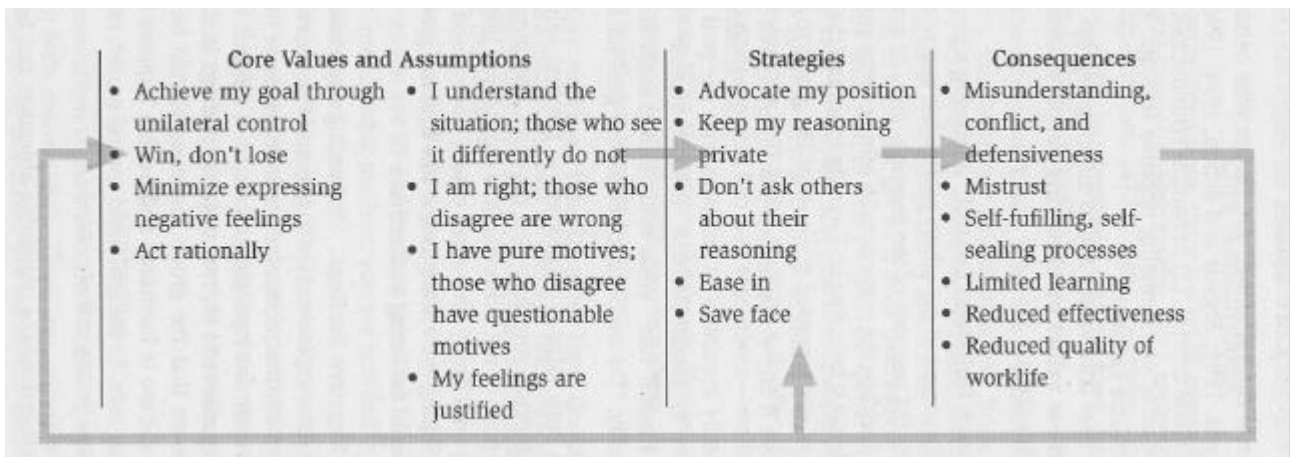 Core Values and Assumptions
• Achieve my goal through
unilateral control
• Win, don't lose
• Minimize expressing
negative feelings
• Act rationally
• I understand the
situation; those who see
it differently do not
• I am right; those who
disagree are wrong
• I have pure motives;
those who disagree
have questionable
motives
• My feelings are
justified
Strategies
• Advocate my position
• Keep my reasoning
private
• Don't ask others
about their
reasoning
• Ease in
• Save face
Consequences
• Misunderstanding,
conflict, and
defensiveness
• Mistrust
• Self-fufilling, self-
sealing processes
• Limited learning
• Reduced effectiveness
• Reduced quality of
worklife